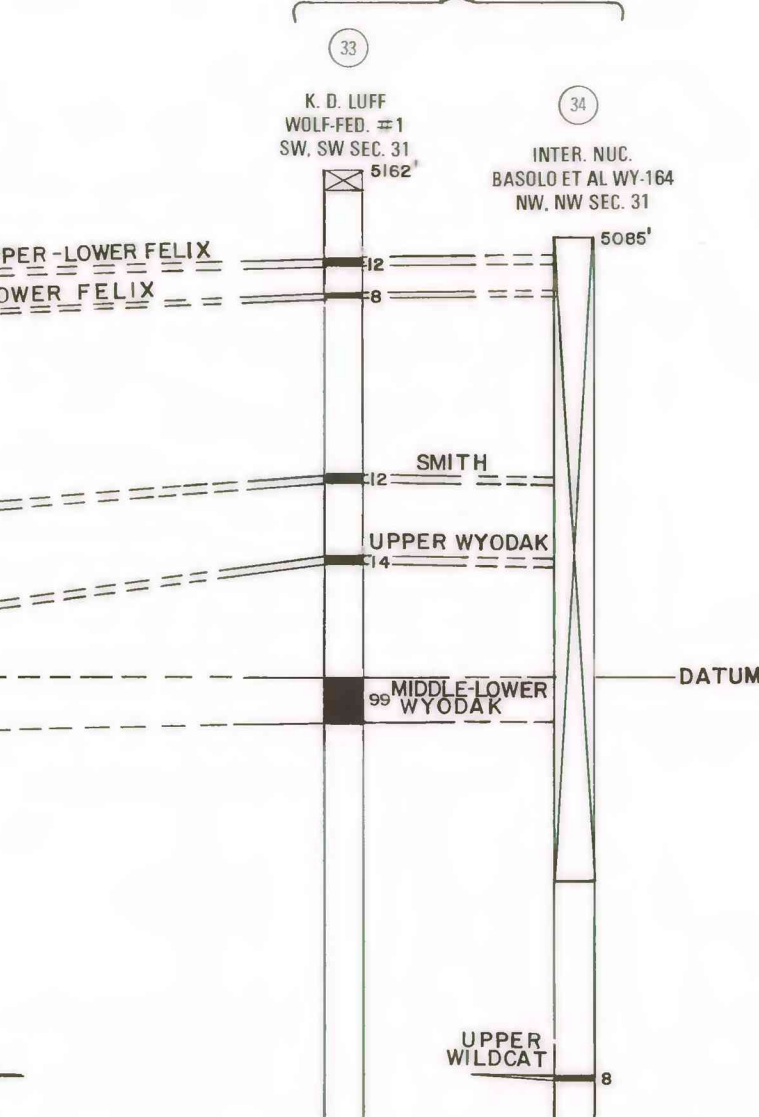 33
K. D. LUFF
WOLF-FED. #1
SW, SW SEC. 31
5162'
34
INTER. NUC.
BASOLO ET AL WY-164
NW, NW SEC. 31
5085'
PER-LOWER FELIX
12
OWER FELIX
8
SMITH
12
UPPER WYODAK
14
DATUM
99 MIDDLE-LOWER
WYODAK
UPPER
WILDCAT
8